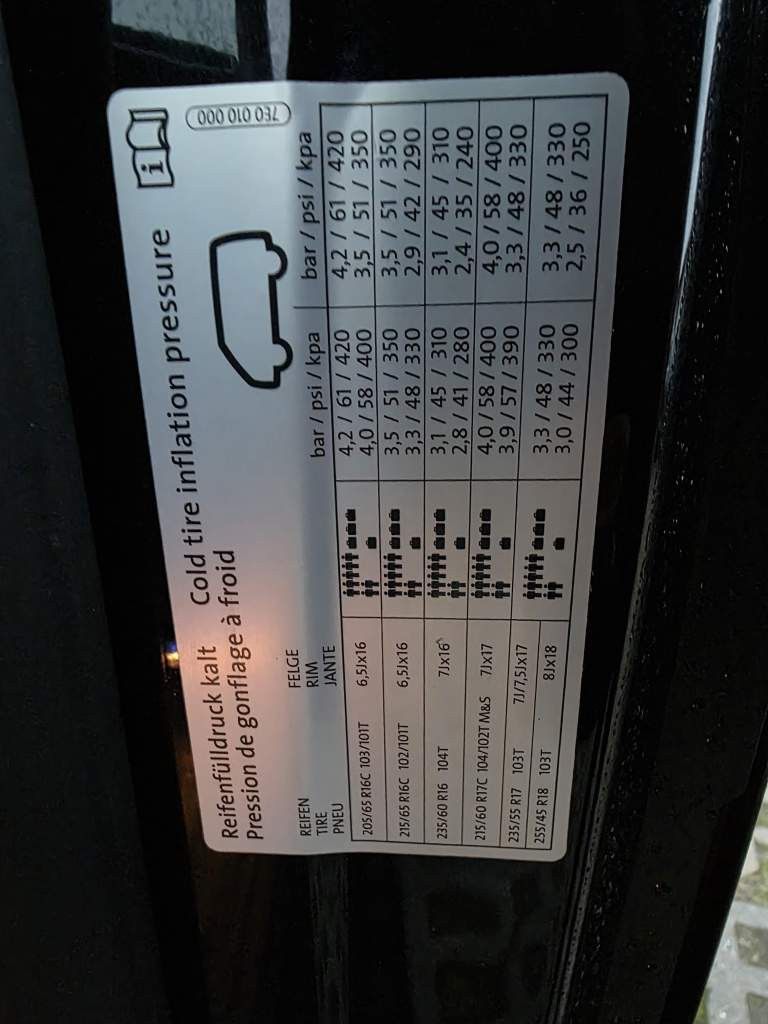 Reifenfülldruck kalt Cold tire inflation pressure
Pression de gonflage à froid
7E0 010 000
REIFEN FELGE
TIRE RIM
PNEU JANTE bar / psi / kpa bar / psi / kpa
205/65 R16C 103/101T 6,5Jx16 4,2 / 61 / 420 4,2 / 61 / 420
4,0 / 58 / 400 3,5 / 51 / 350
215/65 R16C 102/101T 6,5Jx16 3,5 / 51 / 350 3,5 / 51 / 350
3,3 / 48 / 330 2,9 / 42 / 290
235/60 R16 104T 7Jx16 3,1 / 45 / 310 3,1 / 45 / 310
2,8 / 41 / 280 2,4 / 35 / 240
215/60 R17C 104/102T M&S 7Jx17 4,0 / 58 / 400 4,0 / 58 / 400
3,9 / 57 / 390 3,3 / 48 / 330
235/55 R17 103T 7J/7,5Jx17 3,3 / 48 / 330 3,3 / 48 / 330
255/45 R18 103T 8Jx18 3,0 / 44 / 300 2,5 / 36 / 250